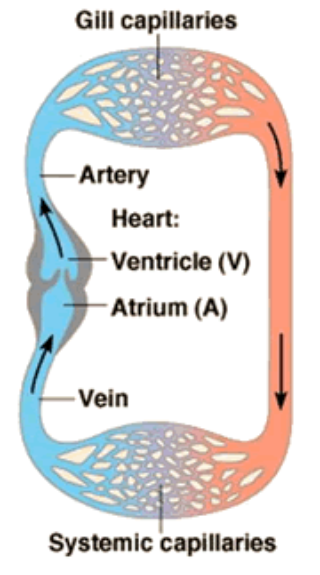 Gill capillaries
Artery
Heart:
Ventricle (V)
Atrium (A)
Vein
Systemic capillaries